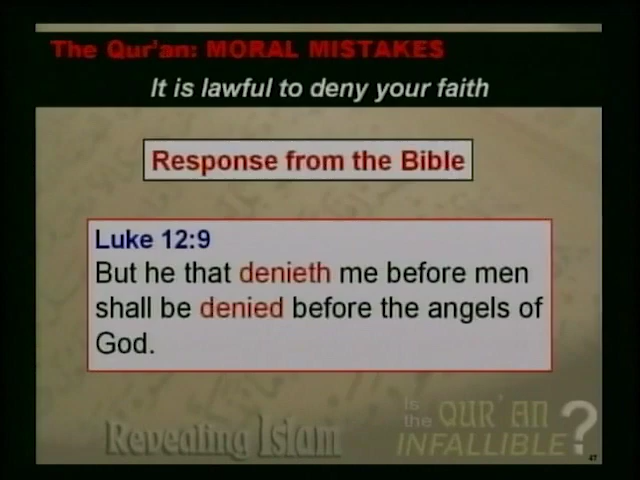 The Qur'an: MORAL MISTAKES
It is lawful to deny your faith
Response from the Bible
Luke 12:9
But he that denieth me before men
shall be denied before the angels of
God.
Revealing Islam
Is
the QUR'AN
INFALLIBLE?
47